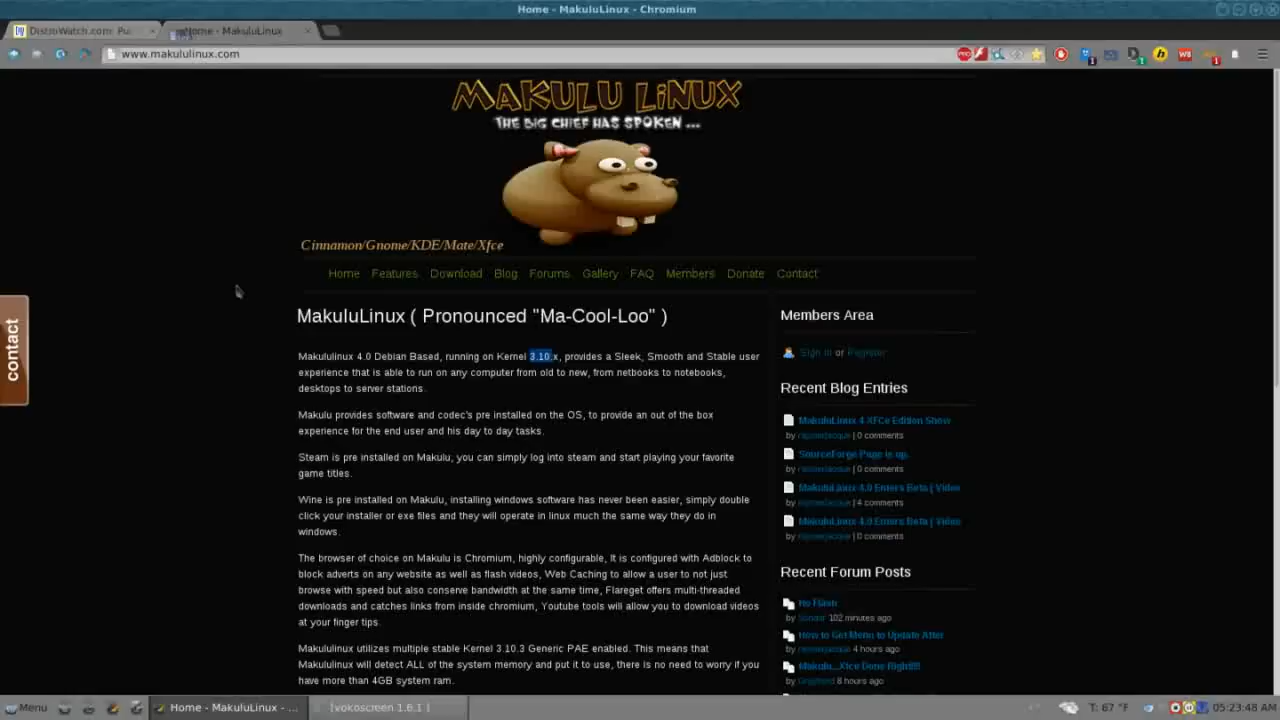 Home - MakuluLinux - Chromium
DistroWatch.com: Pu
Home - MakuluLinux
www.makululinux.com
MAKULU LiNUX
THE BIG CHIEF HAS SPOKEN ...
Cinnamon/Gnome/KDE/Mate/Xfce
Home Features Download Blog Forums Gallery FAQ Members Donate Contact
contact
MakuluLinux ( Pronounced "Ma-Cool-Loo" )
Makululinux 4.0 Debian Based, running on Kernel 3.10.x, provides a Sleek, Smooth and Stable user
experience that is able to run on any computer from old to new, from netbooks to notebooks,
desktops to server stations.
Makulu provides software and codec's pre installed on the OS, to provide an out of the box
experience for the end user and his day to day tasks.
Steam is pre installed on Makulu, you can simply log into steam and start playing your favorite
game titles.
Wine is pre installed on Makulu, installing windows software has never been easier, simply double
click your installer or exe files and they will operate in linux much the same way they do in
windows.
The browser of choice on Makulu is Chromium, highly configurable, It is configured with Adblock to
block adverts on any website as well as flash videos, Web Caching to allow a user to not just
browse with speed but also conserve bandwidth at the same time, Flareget offers multi-threaded
downloads and catches links from inside chromium, Youtube tools will allow you to download videos
at your finger tips.
Makululinux utilizes multiple stable Kernel 3.10.3 Generic PAE enabled. This means that
Makululinux will detect ALL of the system memory and put it to use, there is no need to worry if you
have more than 4GB system ram.
Members Area
Sign In or Register
Recent Blog Entries
MakuluLinux 4 XFCe Edition Show
by | 0 comments
SourceForge Page is up.
by | 0 comments
MakuluLinux 4.0 Enters Beta ( Video
by | 4 comments
MakuluLinux 4.0 Enters Beta ( Video
by | 0 comments
Recent Forum Posts
No Flash
by 102 minutes ago
How to Get Menu to Update After
by 4 hours ago
Makulu...Xfce Done Right!!!!
by 8 hours ago
Menu
Home - MakuluLinux - ...
[vokoscreen 1.6.1 ]
T: 67 °F
05:23:48 AM